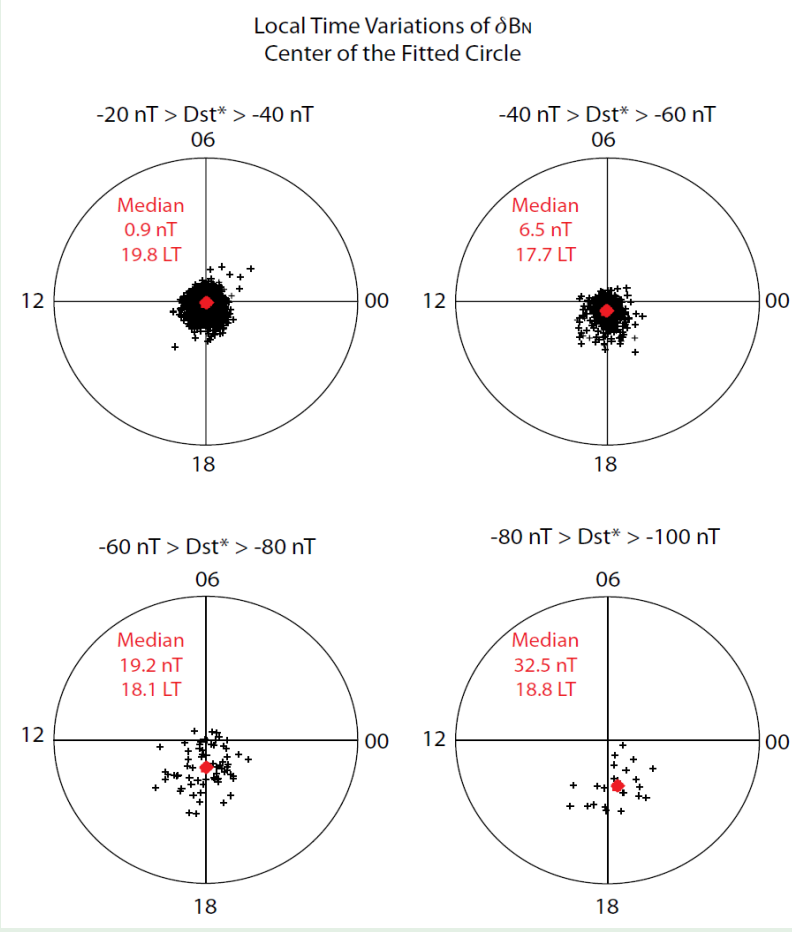 Local Time Variations of δBN
Center of the Fitted Circle
-20 nT > Dst* > -40 nT
06
Median
0.9 nT
19.8 LT
12
00
18
-40 nT > Dst* > -60 nT
06
Median
6.5 nT
17.7 LT
12
00
18
-60 nT > Dst* > -80 nT
06
Median
19.2 nT
18.1 LT
12
00
18
-80 nT > Dst* > -100 nT
06
Median
32.5 nT
18.8 LT
12
00
18